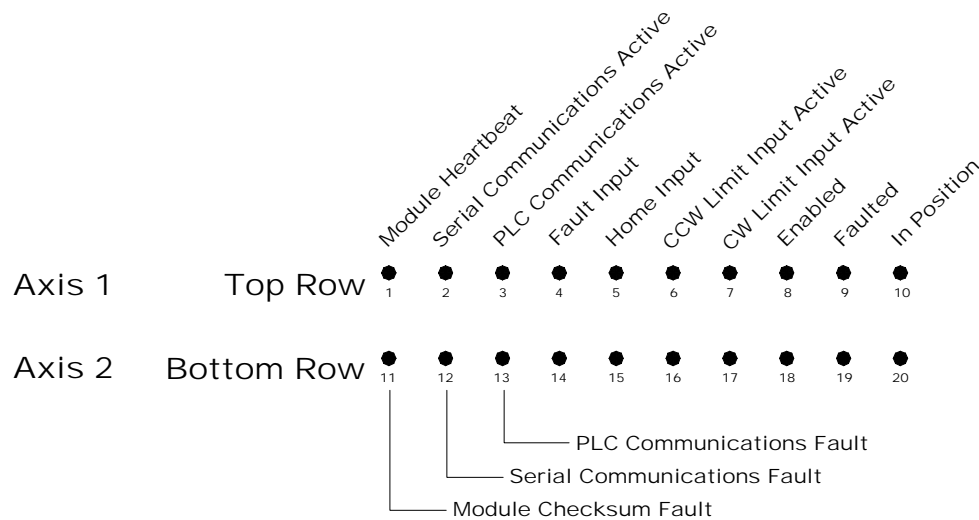 Module Heartbeat
Serial Communications Active
PLC Communications Active
Fault Input
Home Input
CCW Limit Input Active
CW Limit Input Active
Enabled
Faulted
In Position
Axis 1 Top Row
1 2 3 4 5 6 7 8 9 10
Axis 2 Bottom Row
11 12 13 14 15 16 17 18 19 20
PLC Communications Fault
Serial Communications Fault
Module Checksum Fault